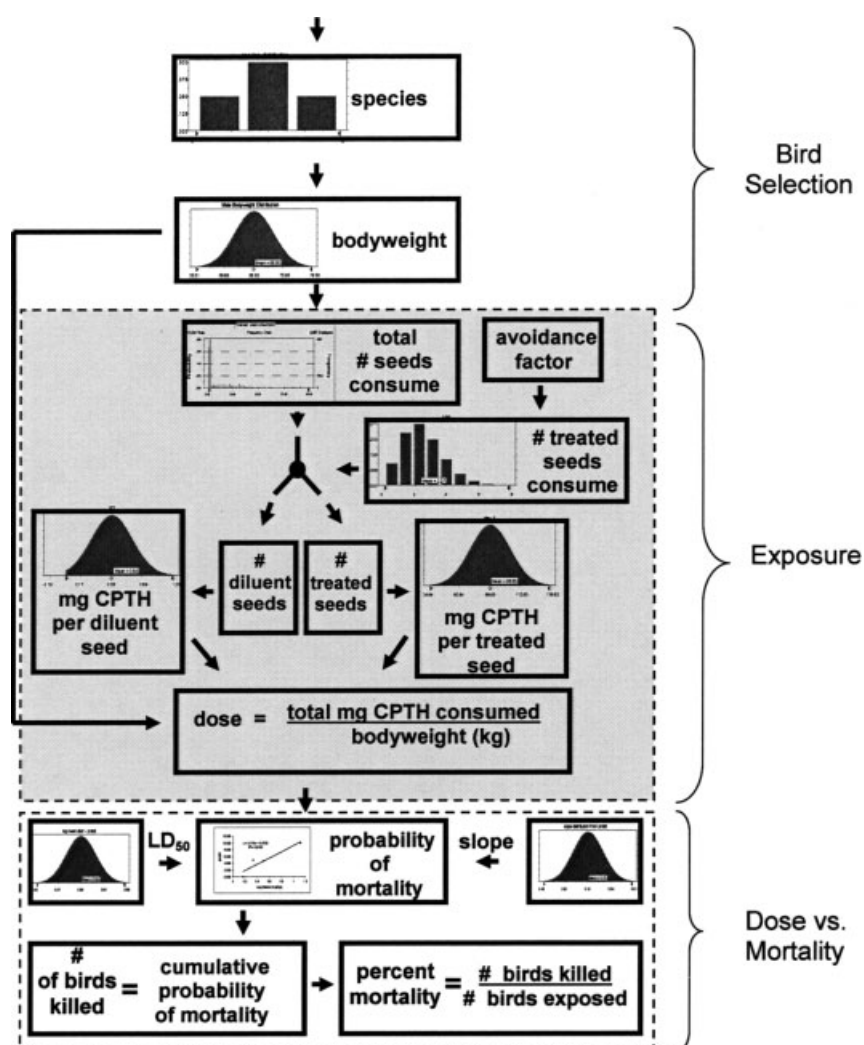 species
Bird
Selection
bodyweight
total
# seeds
consume
avoidance
factor
# treated
seeds
consume
Exposure
#
diluent
seeds
#
treated
seeds
mg CPTH
per diluent
seed
mg CPTH
per treated
seed
dose = total mg CPTH consumed
bodyweight (kg)
LD50
probability
of
mortality
slope
Dose vs.
Mortality
#
of birds
killed
=
cumulative
probability
of mortality
percent
mortality
=
# birds killed
# birds exposed